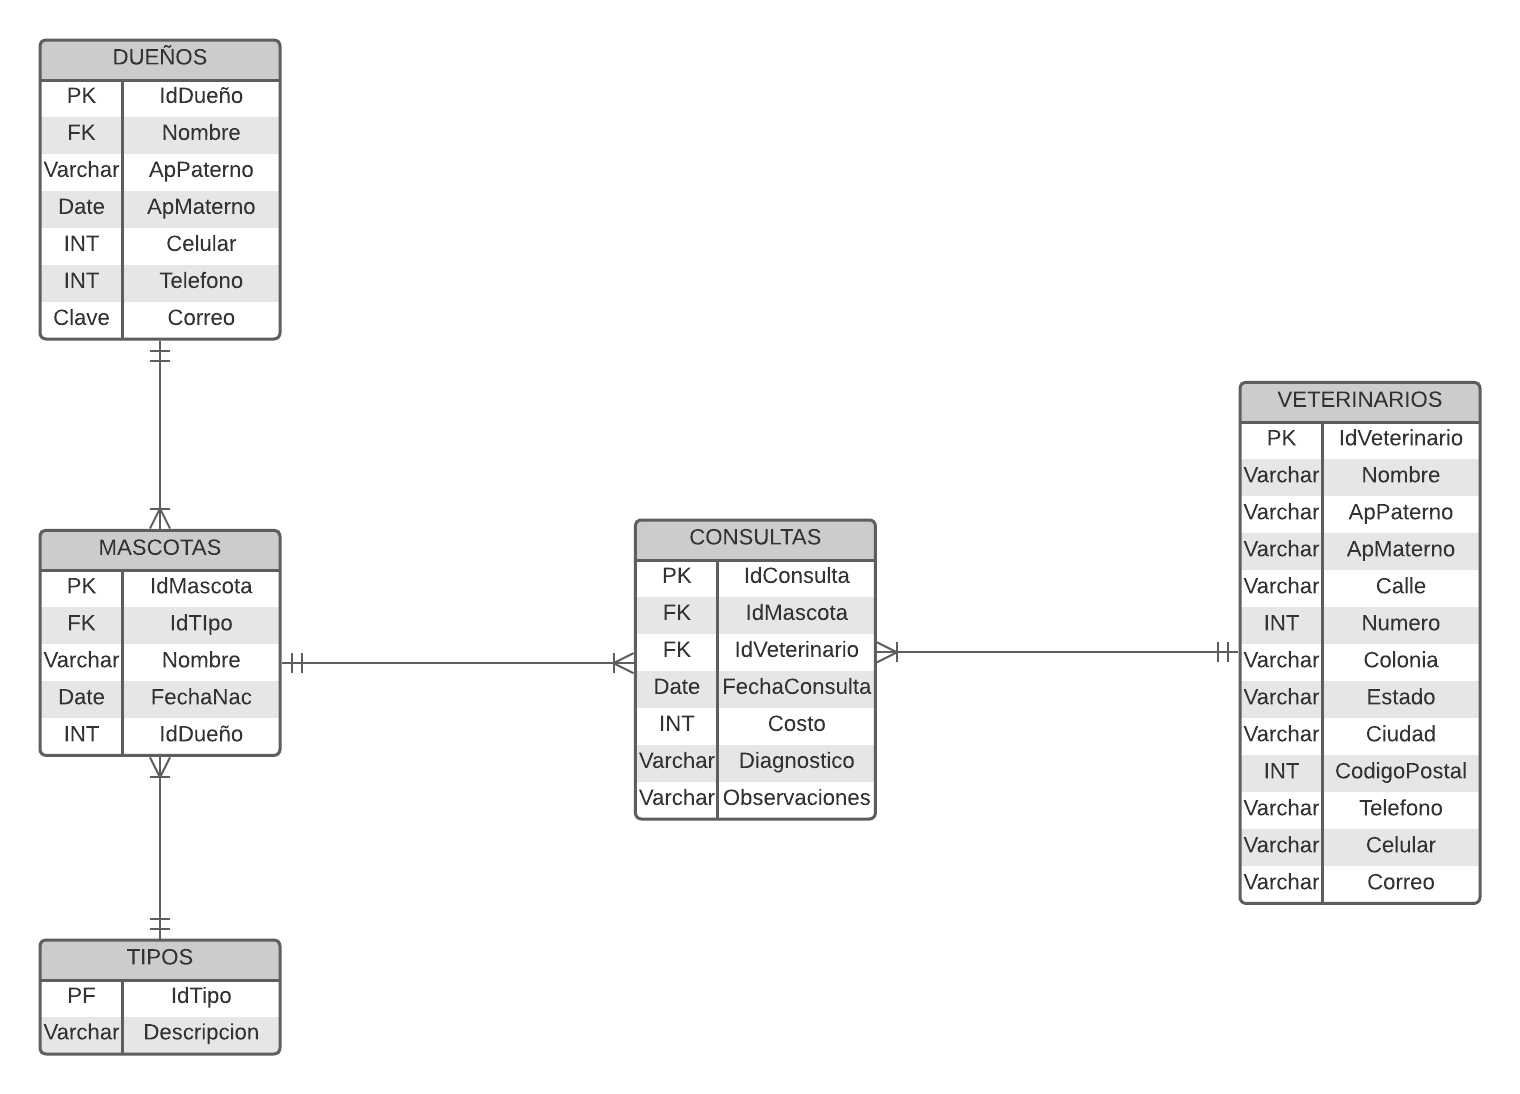 DUEÑOS
PK IdDueño
FK Nombre
Varchar ApPaterno
Date ApMaterno
INT Celular
INT Telefono
Clave Correo
MASCOTAS
PK IdMascota
FK IdTIpo
Varchar Nombre
Date FechaNac
INT IdDueño
TIPOS
PF IdTipo
Varchar Descripcion
CONSULTAS
PK IdConsulta
FK IdMascota
FK IdVeterinario
Date FechaConsulta
INT Costo
Varchar Diagnostico
Varchar Observaciones
VETERINARIOS
PK IdVeterinario
Varchar Nombre
Varchar ApPaterno
Varchar ApMaterno
Varchar Calle
INT Numero
Varchar Colonia
Varchar Estado
Varchar Ciudad
INT CodigoPostal
Varchar Telefono
Varchar Celular
Varchar Correo